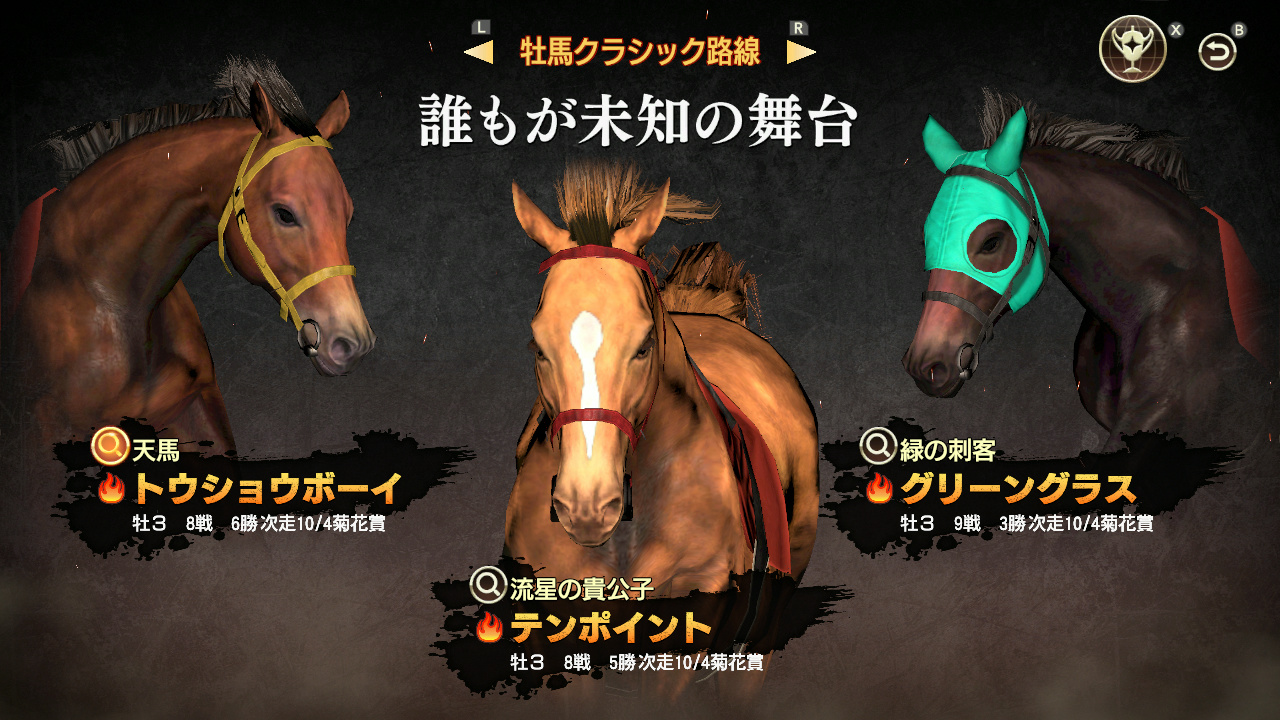 L
R
牡馬クラシック路線
X
B
誰もが未知の舞台
天馬
トウショウボーイ
牡3 8戦 6勝 次走10/4菊花賞
緑の刺客
グリーングラス
牡3 9戦 3勝 次走10/4菊花賞
流星の貴公子
テンポイント
牡3 8戦 5勝 次走10/4菊花賞